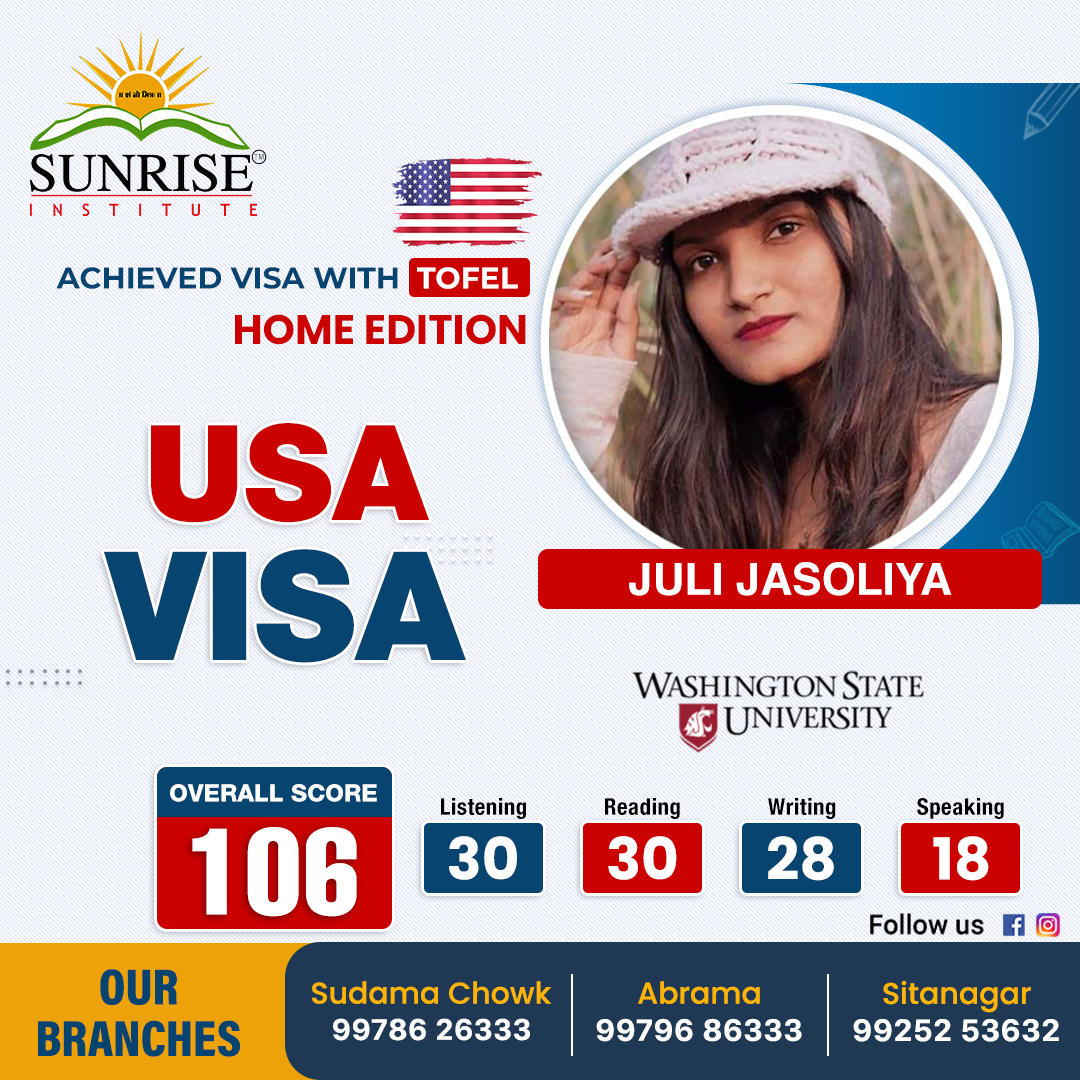 SUNRISE TM
INSTITUTE
ACHIEVED VISA WITH TOFEL
HOME EDITION
USA
VISA
JULI JASOLIYA
WASHINGTON STATE
UNIVERSITY
OVERALL SCORE
106
Listening
30
Reading
30
Writing
28
Speaking
18
Follow us
OUR
BRANCHES
Sudama Chowk
99786 26333
Abrama
99796 86333
Sitanagar
99252 53632